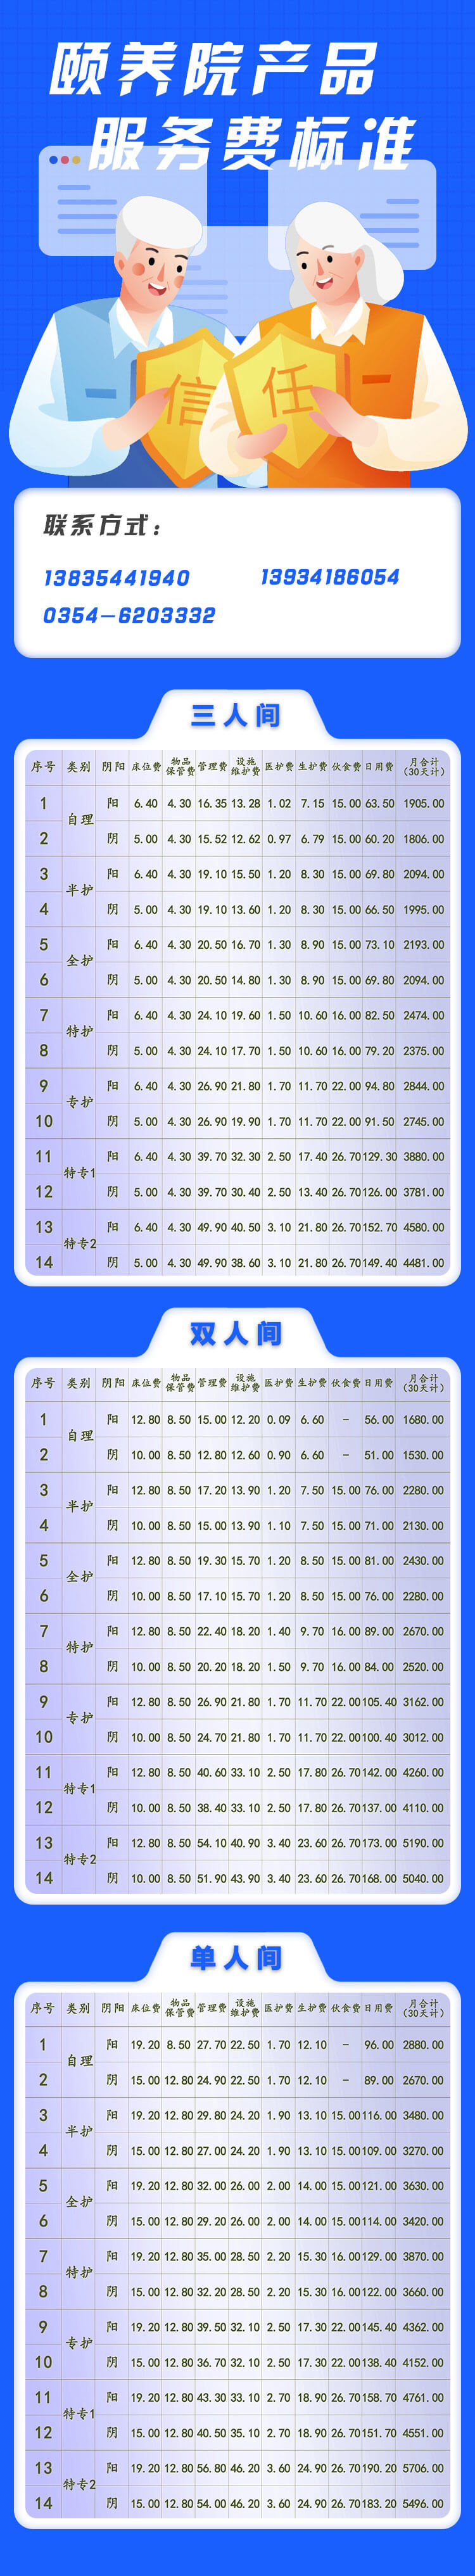 颐养院产品
服务费标准
信 任
联系方式：
13835441940 13934186054
0354-6203332
三人间
序号 类别 阴阳 床位费 物品保管费 管理费 设施维护费 医护费 生护费 伙食费 日用费 月合计（30天计）
1 自理 阳 6.40 4.30 16.35 13.28 1.02 7.15 15.00 63.50 1905.00
2 阴 5.00 4.30 15.52 12.62 0.97 6.79 15.00 60.20 1806.00
3 半护 阳 6.40 4.30 19.10 15.50 1.20 8.30 15.00 69.80 2094.00
4 阴 5.00 4.30 19.10 13.60 1.20 8.30 15.00 66.50 1995.00
5 全护 阳 6.40 4.30 20.50 16.70 1.30 8.90 15.00 73.10 2193.00
6 阴 5.00 4.30 20.50 14.80 1.30 8.90 15.00 69.80 2094.00
7 特护 阳 6.40 4.30 24.10 19.60 1.50 10.60 16.00 82.50 2474.00
8 阴 5.00 4.30 24.10 17.70 1.50 10.60 16.00 79.20 2375.00
9 专护 阳 6.40 4.30 26.90 21.80 1.70 11.70 22.00 94.80 2844.00
10 阴 5.00 4.30 26.90 19.90 1.70 11.70 22.00 91.50 2745.00
11 特专1 阳 6.40 4.30 39.70 32.30 2.50 17.40 26.70 129.30 3880.00
12 阴 5.00 4.30 39.70 30.40 2.50 13.40 26.70 126.00 3781.00
13 特专2 阳 6.40 4.30 49.90 40.50 3.10 21.80 26.70 152.70 4580.00
14 阴 5.00 4.30 49.90 38.60 3.10 21.80 26.70 149.40 4481.00
双人间
序号 类别 阴阳 床位费 物品保管费 管理费 设施维护费 医护费 生护费 伙食费 日用费 月合计（30天计）
1 自理 阳 12.80 8.50 15.00 12.20 0.09 6.60 - 56.00 1680.00
2 阴 10.00 8.50 12.80 12.60 0.90 6.60 - 51.00 1530.00
3 半护 阳 12.80 8.50 17.20 13.90 1.20 7.50 15.00 76.00 2280.00
4 阴 10.00 8.50 15.00 13.90 1.10 7.50 15.00 71.00 2130.00
5 全护 阳 12.80 8.50 19.30 15.70 1.20 8.50 15.00 81.00 2430.00
6 阴 10.00 8.50 17.10 15.70 1.20 8.50 15.00 76.00 2280.00
7 特护 阳 12.80 8.50 22.40 18.20 1.40 9.70 16.00 89.00 2670.00
8 阴 10.00 8.50 20.20 18.20 1.50 9.70 16.00 84.00 2520.00
9 专护 阳 12.80 8.50 26.90 21.80 1.70 11.70 22.00 105.40 3162.00
10 阴 10.00 8.50 24.70 21.80 1.70 11.70 22.00 100.40 3012.00
11 特专1 阳 12.80 8.50 40.60 33.10 2.50 17.80 26.70 142.00 4260.00
12 阴 10.00 8.50 38.40 33.10 2.50 17.80 26.70 137.00 4110.00
13 特专2 阳 12.80 8.50 54.10 40.90 3.40 23.60 26.70 173.00 5190.00
14 阴 10.00 8.50 51.90 43.90 3.40 23.60 26.70 168.00 5040.00
单人间
序号 类别 阴阳 床位费 物品保管费 管理费 设施维护费 医护费 生护费 伙食费 日用费 月合计（30天计）
1 自理 阳 19.20 8.50 27.70 22.50 1.70 12.10 - 96.00 2880.00
2 阴 15.00 12.80 24.90 22.50 1.70 12.10 - 89.00 2670.00
3 半护 阳 19.20 12.80 29.80 24.20 1.90 13.10 15.00 116.00 3480.00
4 阴 15.00 12.80 27.00 24.20 1.90 13.10 15.00 109.00 3270.00
5 全护 阳 19.20 12.80 32.00 26.00 2.00 14.00 15.00 121.00 3630.00
6 阴 15.00 12.80 29.20 26.00 2.00 14.00 15.00 114.00 3420.00
7 特护 阳 19.20 12.80 35.00 28.50 2.20 15.30 16.00 129.00 3870.00
8 阴 15.00 12.80 32.20 28.50 2.20 15.30 16.00 122.00 3660.00
9 专护 阳 19.20 12.80 39.50 32.10 2.50 17.30 22.00 145.40 4362.00
10 阴 15.00 12.80 36.70 32.10 2.50 17.30 22.00 138.40 4152.00
11 特专1 阳 19.20 12.80 43.30 33.10 2.70 18.90 26.70 158.70 4761.00
12 阴 15.00 12.80 40.50 35.10 2.70 18.90 26.70 151.70 4551.00
13 特专2 阳 19.20 12.80 56.80 46.20 3.60 24.90 26.70 190.20 5706.00
14 阴 15.00 12.80 54.00 46.20 3.60 24.90 26.70 183.20 5496.00